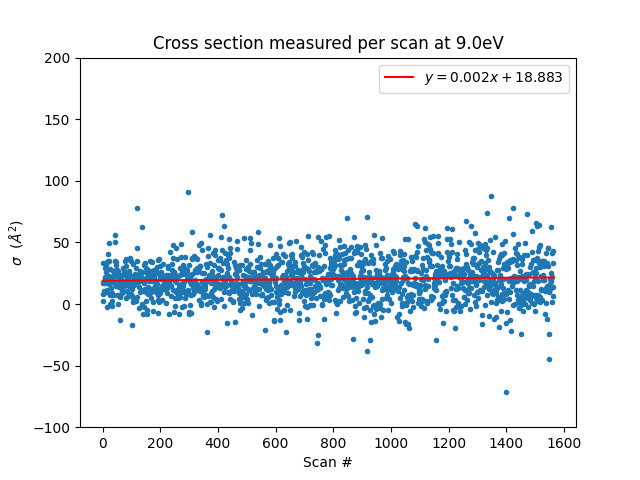 Cross section measured per scan at 9.0eV
200
150
100
50
0
−50
−100
σ (Å²)
y = 0.002x + 18.883
0 200 400 600 800 1000 1200 1400 1600
Scan #